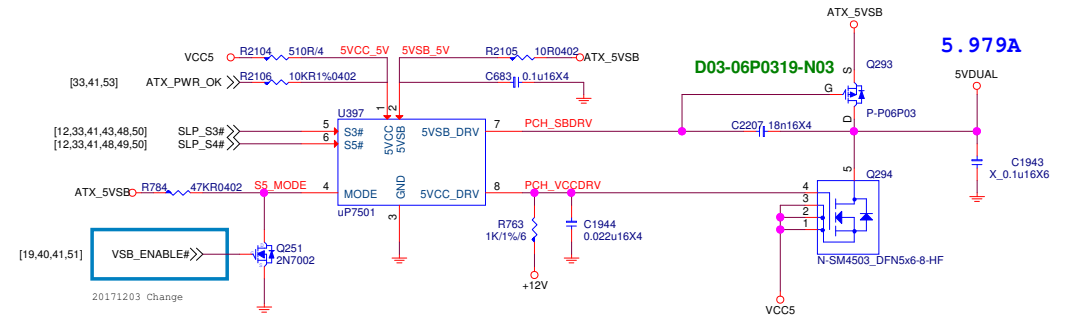 ATX_5VSB
5.979A
VCC5 R2104 510R/4 5VCC_5V 5VSB_5V R2105 10R0402 ATX_5VSB
D03-06P0319-N03
S Q293
5VDUAL
[33,41,53] ATX_PWR_OK R2106 10KR1%0402 C683 0.1u16X4
G
P-P06P03
D
1 2
U397
[12,33,41,43,48,50] SLP_S3# 5 S3# 5VCC 5VSB 5VSB_DRV 7 PCH_SBDRV
[12,33,41,48,49,50] SLP_S4# 6 S5#
C2207 18n16X4
C1943
X_0.1u16X6
5 Q294
ATX_5VSB R784 47KR0402 S5_MODE 4 MODE GND 5VCC_DRV 8 PCH_VCCDRV 4
uP7501
3
3
2
1
R763
1K/1%/6
C1944
0.022u16X4
[19,40,41,51] VSB_ENABLE#
Q251
2N7002
N-SM4503_DFN5x6-8-HF
+12V
20171203 Change
VCC5